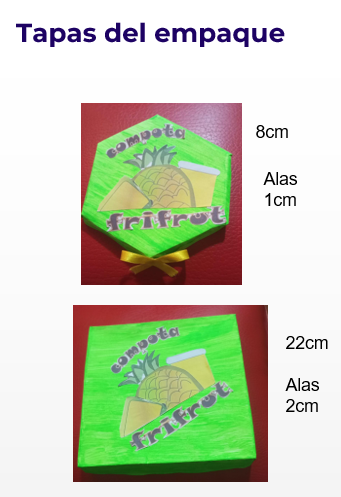 Tapas del empaque
compota
frifrut
8cm
Alas
1cm
compota
frifrut
22cm
Alas
2cm